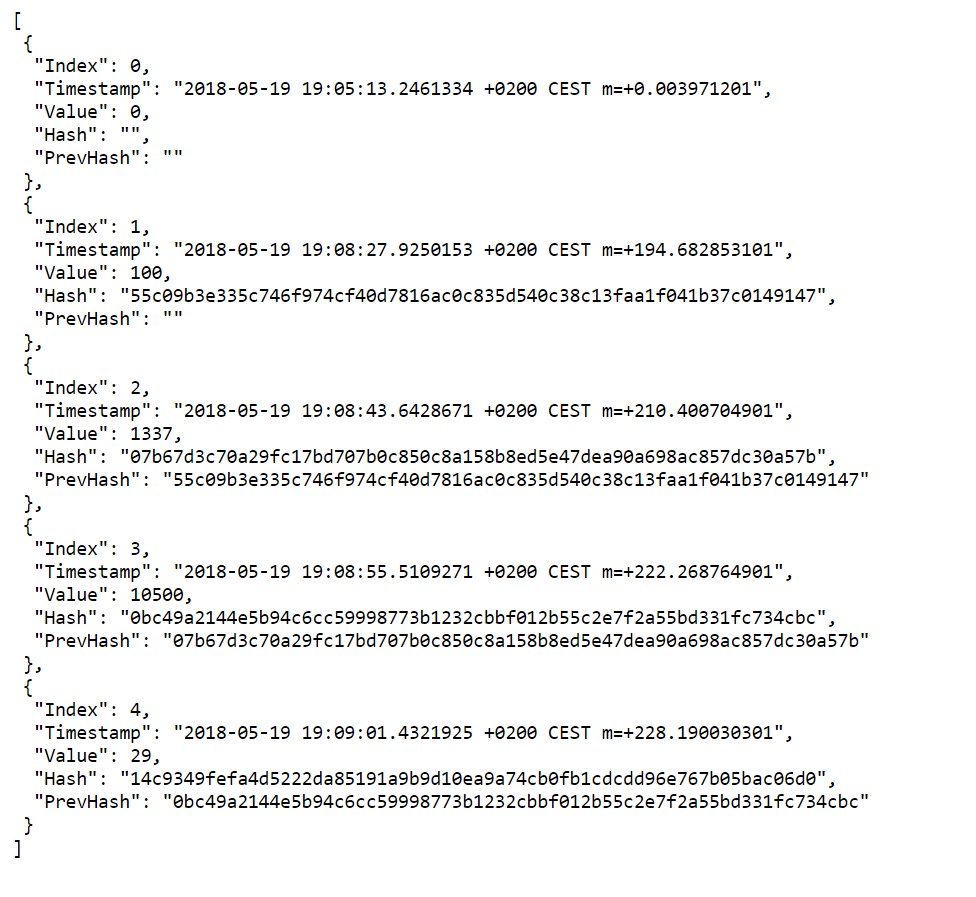 [
{
"Index": 0,
"Timestamp": "2018-05-19 19:05:13.2461334 +0200 CEST m=+0.003971201",
"Value": 0,
"Hash": "",
"PrevHash": ""
},
{
"Index": 1,
"Timestamp": "2018-05-19 19:08:27.9250153 +0200 CEST m=+194.682853101",
"Value": 100,
"Hash": "55c09b3e335c746f974cf40d7816ac0c835d540c38c13faa1f041b37c0149147",
"PrevHash": ""
},
{
"Index": 2,
"Timestamp": "2018-05-19 19:08:43.6428671 +0200 CEST m=+210.400704901",
"Value": 1337,
"Hash": "07b67d3c70a29fc17bd707b0c850c8a158b8ed5e47dea90a698ac857dc30a57b",
"PrevHash": "55c09b3e335c746f974cf40d7816ac0c835d540c38c13faa1f041b37c0149147"
},
{
"Index": 3,
"Timestamp": "2018-05-19 19:08:55.5109271 +0200 CEST m=+222.268764901",
"Value": 10500,
"Hash": "0bc49a2144e5b94c6cc59998773b1232cbbf012b55c2e7f2a55bd331fc734cbc",
"PrevHash": "07b67d3c70a29fc17bd707b0c850c8a158b8ed5e47dea90a698ac857dc30a57b"
},
{
"Index": 4,
"Timestamp": "2018-05-19 19:09:01.4321925 +0200 CEST m=+228.190030301",
"Value": 29,
"Hash": "14c9349fefa4d5222da85191a9b9d10ea9a74cb0fb1cdcdd96e767b05bac06d0",
"PrevHash": "0bc49a2144e5b94c6cc59998773b1232cbbf012b55c2e7f2a55bd331fc734cbc"
}
]